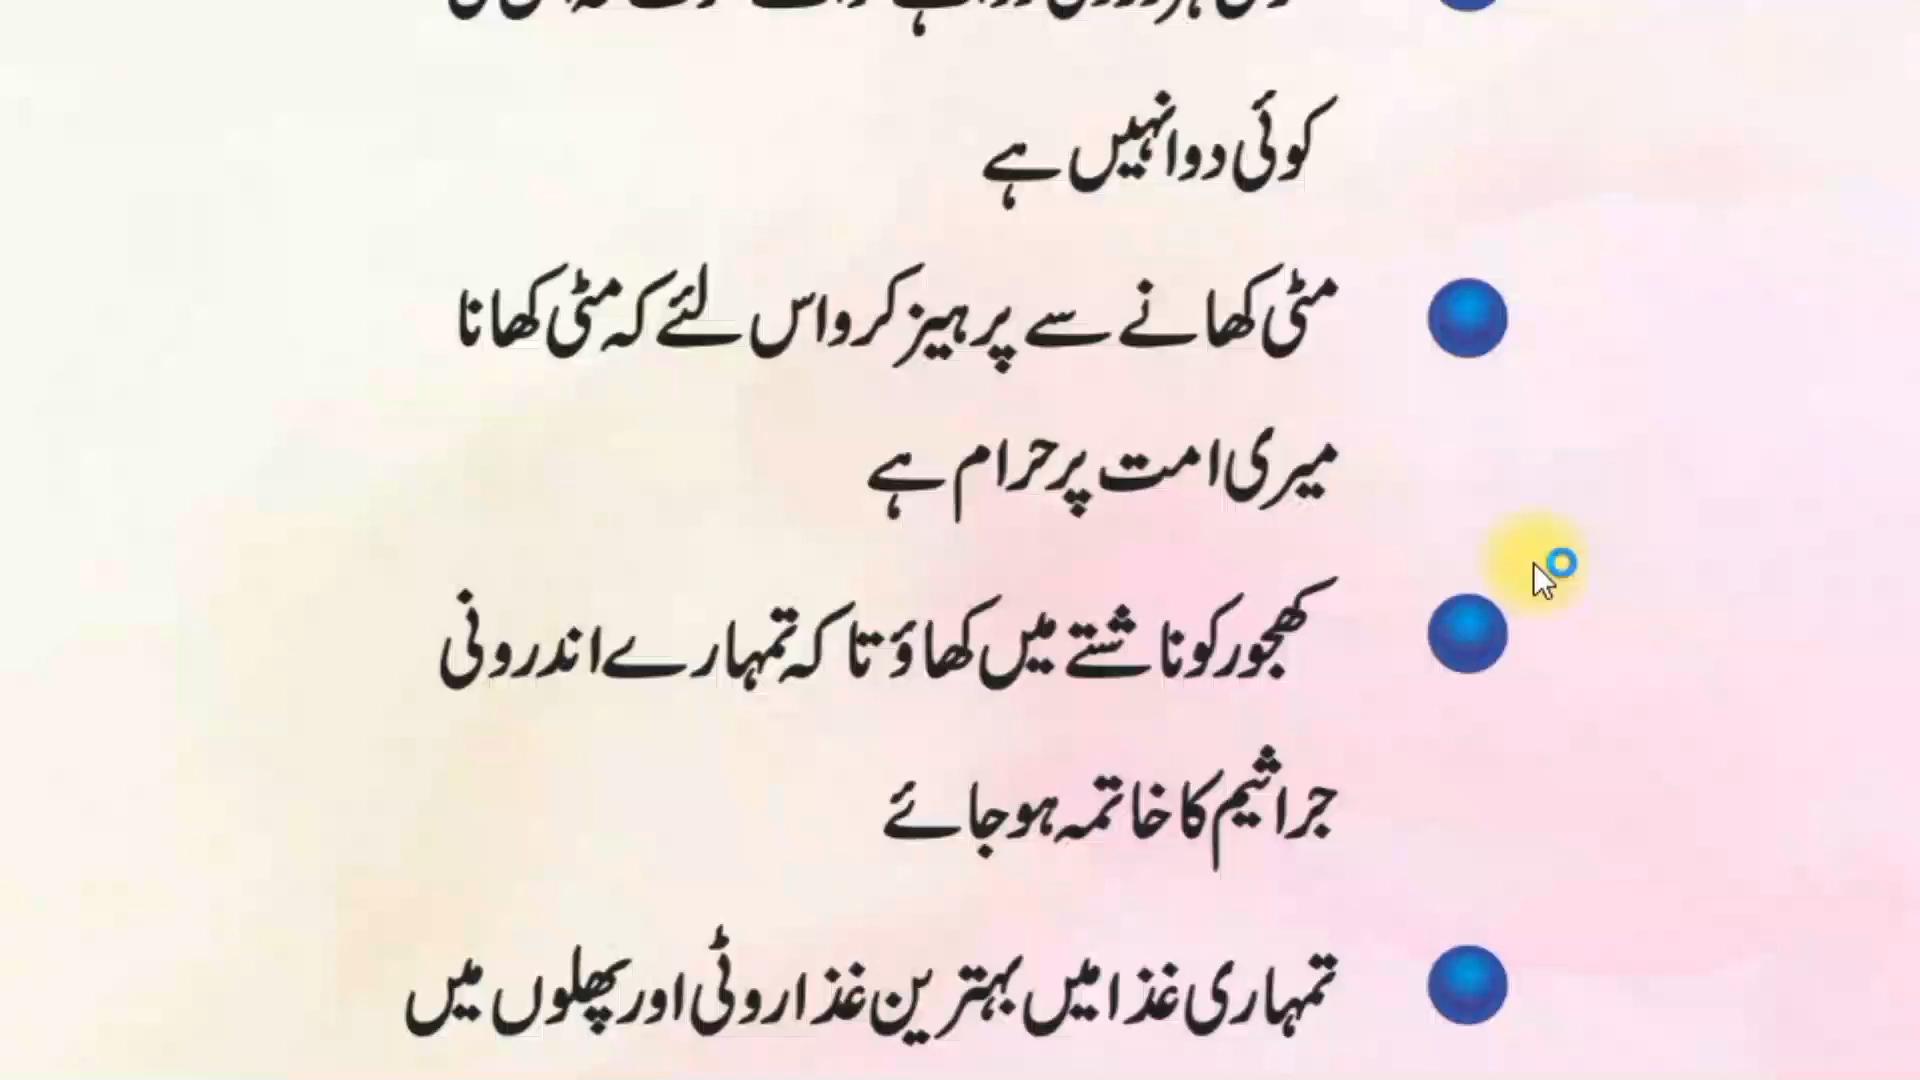 کوئی دوا نہیں ہے
مٹی کھانے سے پرہیز کرو اس لئے کہ مٹی کھانا
میری امت پر حرام ہے
کھجور کو ناشتے میں کھاؤ تا کہ تمہارے اندرونی
جراثیم کا خاتمہ ہو جائے
تمہاری غذا میں بہترین غذا روٹی اور پھلوں میں